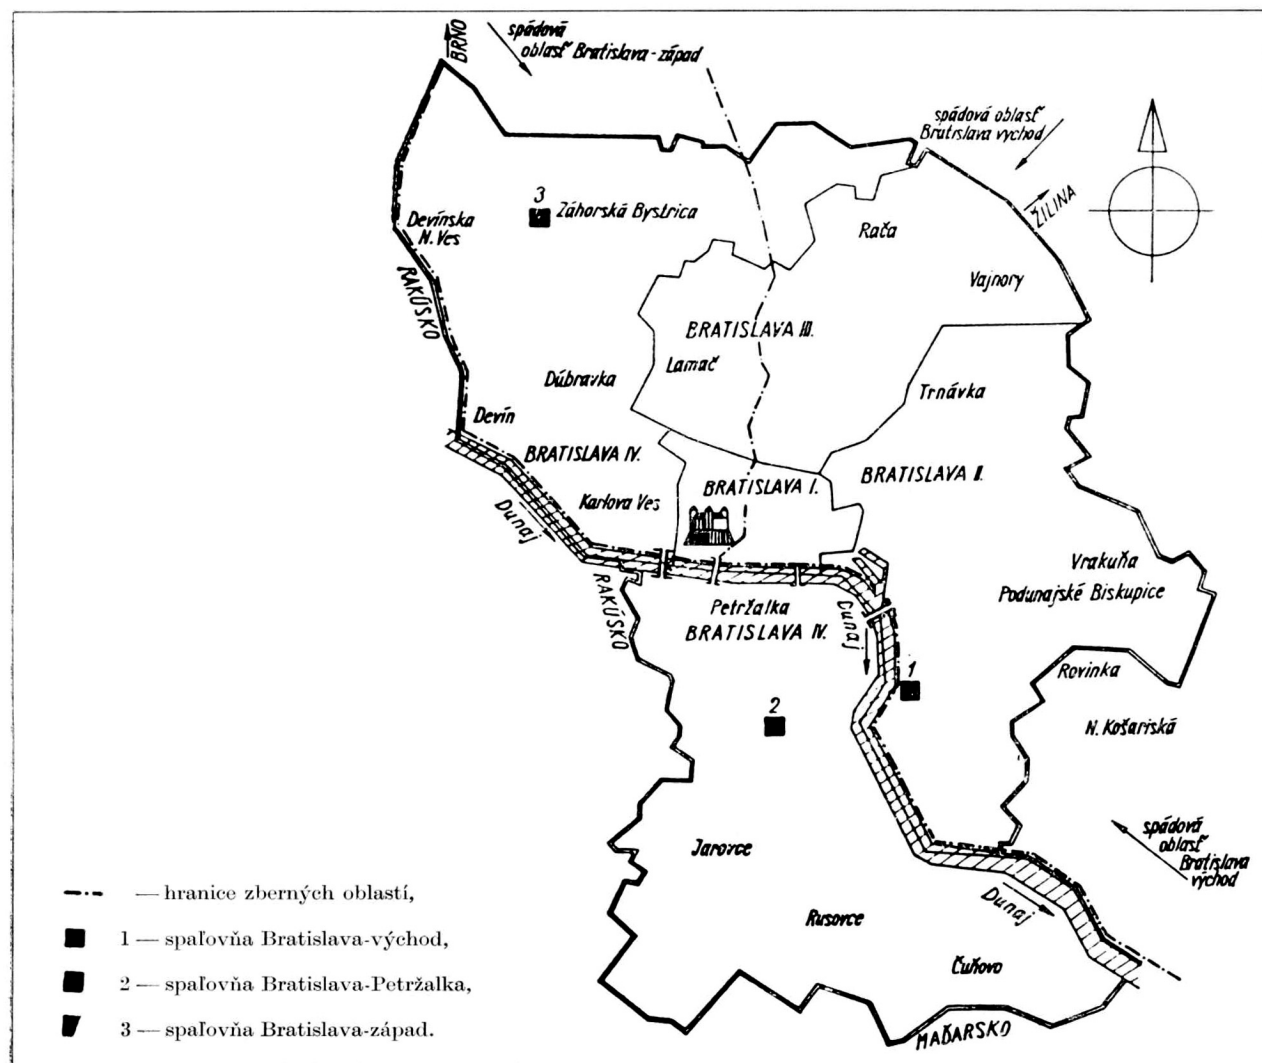 BRNO
spádová
oblasť Bratislava-západ
spádová oblasť
Bratislava východ
ŽILINA
3
Záhorská Bystrica
Devínska
N. Ves
Rača
Vajnory
RAKÚSKO
BRATISLAVA III.
Lamač
Dúbravka
Trnávka
Devín
BRATISLAVA IV.
BRATISLAVA I.
BRATISLAVA II.
Karlova Ves
Dunaj
Vrakuňa
Podunajské Biskupice
RAKÚSKO
Petržalka
BRATISLAVA IV.
Dunaj
1
Rovinka
2
N. Košariská
Jarovce
spádová
oblasť
Bratislava
východ
Rusovce
Dunaj
Čuňovo
MAĎARSKO
— hranice zberných oblastí,
1 — spaľovňa Bratislava-východ,
2 — spaľovňa Bratislava-Petržalka,
3 — spaľovňa Bratislava-západ.